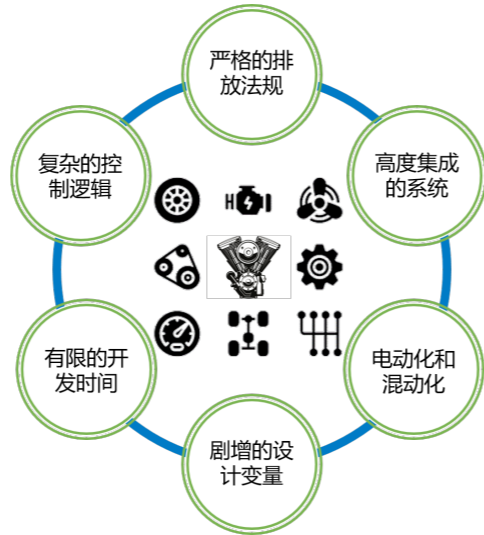 严格的排
放法规
复杂的控
制逻辑
高度集成
的系统
H
有限的开
发时间
电动化和
混动化
剧增的设
计变量